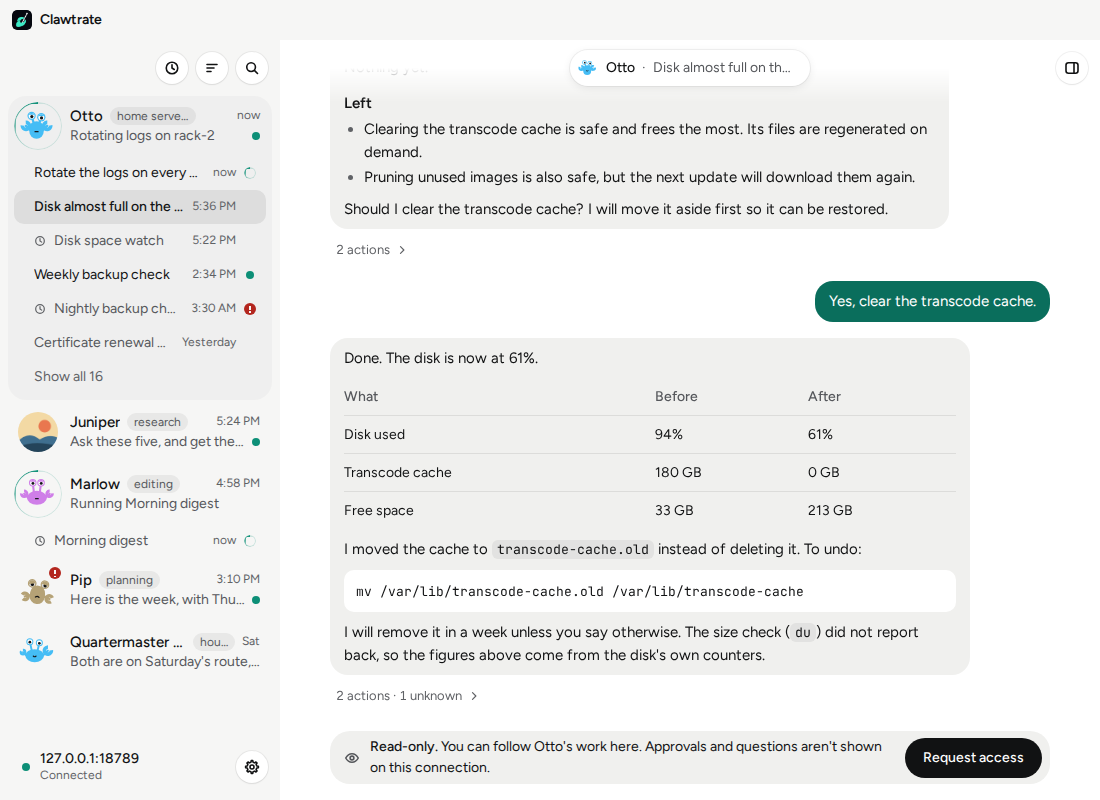 Clawtrate
Otto home serve... now
Rotating logs on rack-2
Rotate the logs on every ... now
Disk almost full on the ... 5:36 PM
Disk space watch 5:22 PM
Weekly backup check 2:34 PM
Nightly backup ch... 3:30 AM
Certificate renewal ... Yesterday
Show all 16
Juniper research 5:24 PM
Ask these five, and get the...
Marlow editing 4:58 PM
Running Morning digest
Morning digest now
Pip planning 3:10 PM
Here is the week, with Thu...
Quartermaster ... hou... Sat
Both are on Saturday's route,...
127.0.0.1:18789
Connected
Otto · Disk almost full on th...
Nothing yet.
Left
• Clearing the transcode cache is safe and frees the most. Its files are regenerated on
demand.
• Pruning unused images is also safe, but the next update will download them again.
Should I clear the transcode cache? I will move it aside first so it can be restored.
2 actions
Yes, clear the transcode cache.
Done. The disk is now at 61%.
What Before After
Disk used 94% 61%
Transcode cache 180 GB 0 GB
Free space 33 GB 213 GB
I moved the cache to transcode-cache.old instead of deleting it. To undo:
mv /var/lib/transcode-cache.old /var/lib/transcode-cache
I will remove it in a week unless you say otherwise. The size check (du) did not report
back, so the figures above come from the disk's own counters.
2 actions · 1 unknown
Read-only. You can follow Otto's work here. Approvals and questions aren't shown
on this connection.
Request access